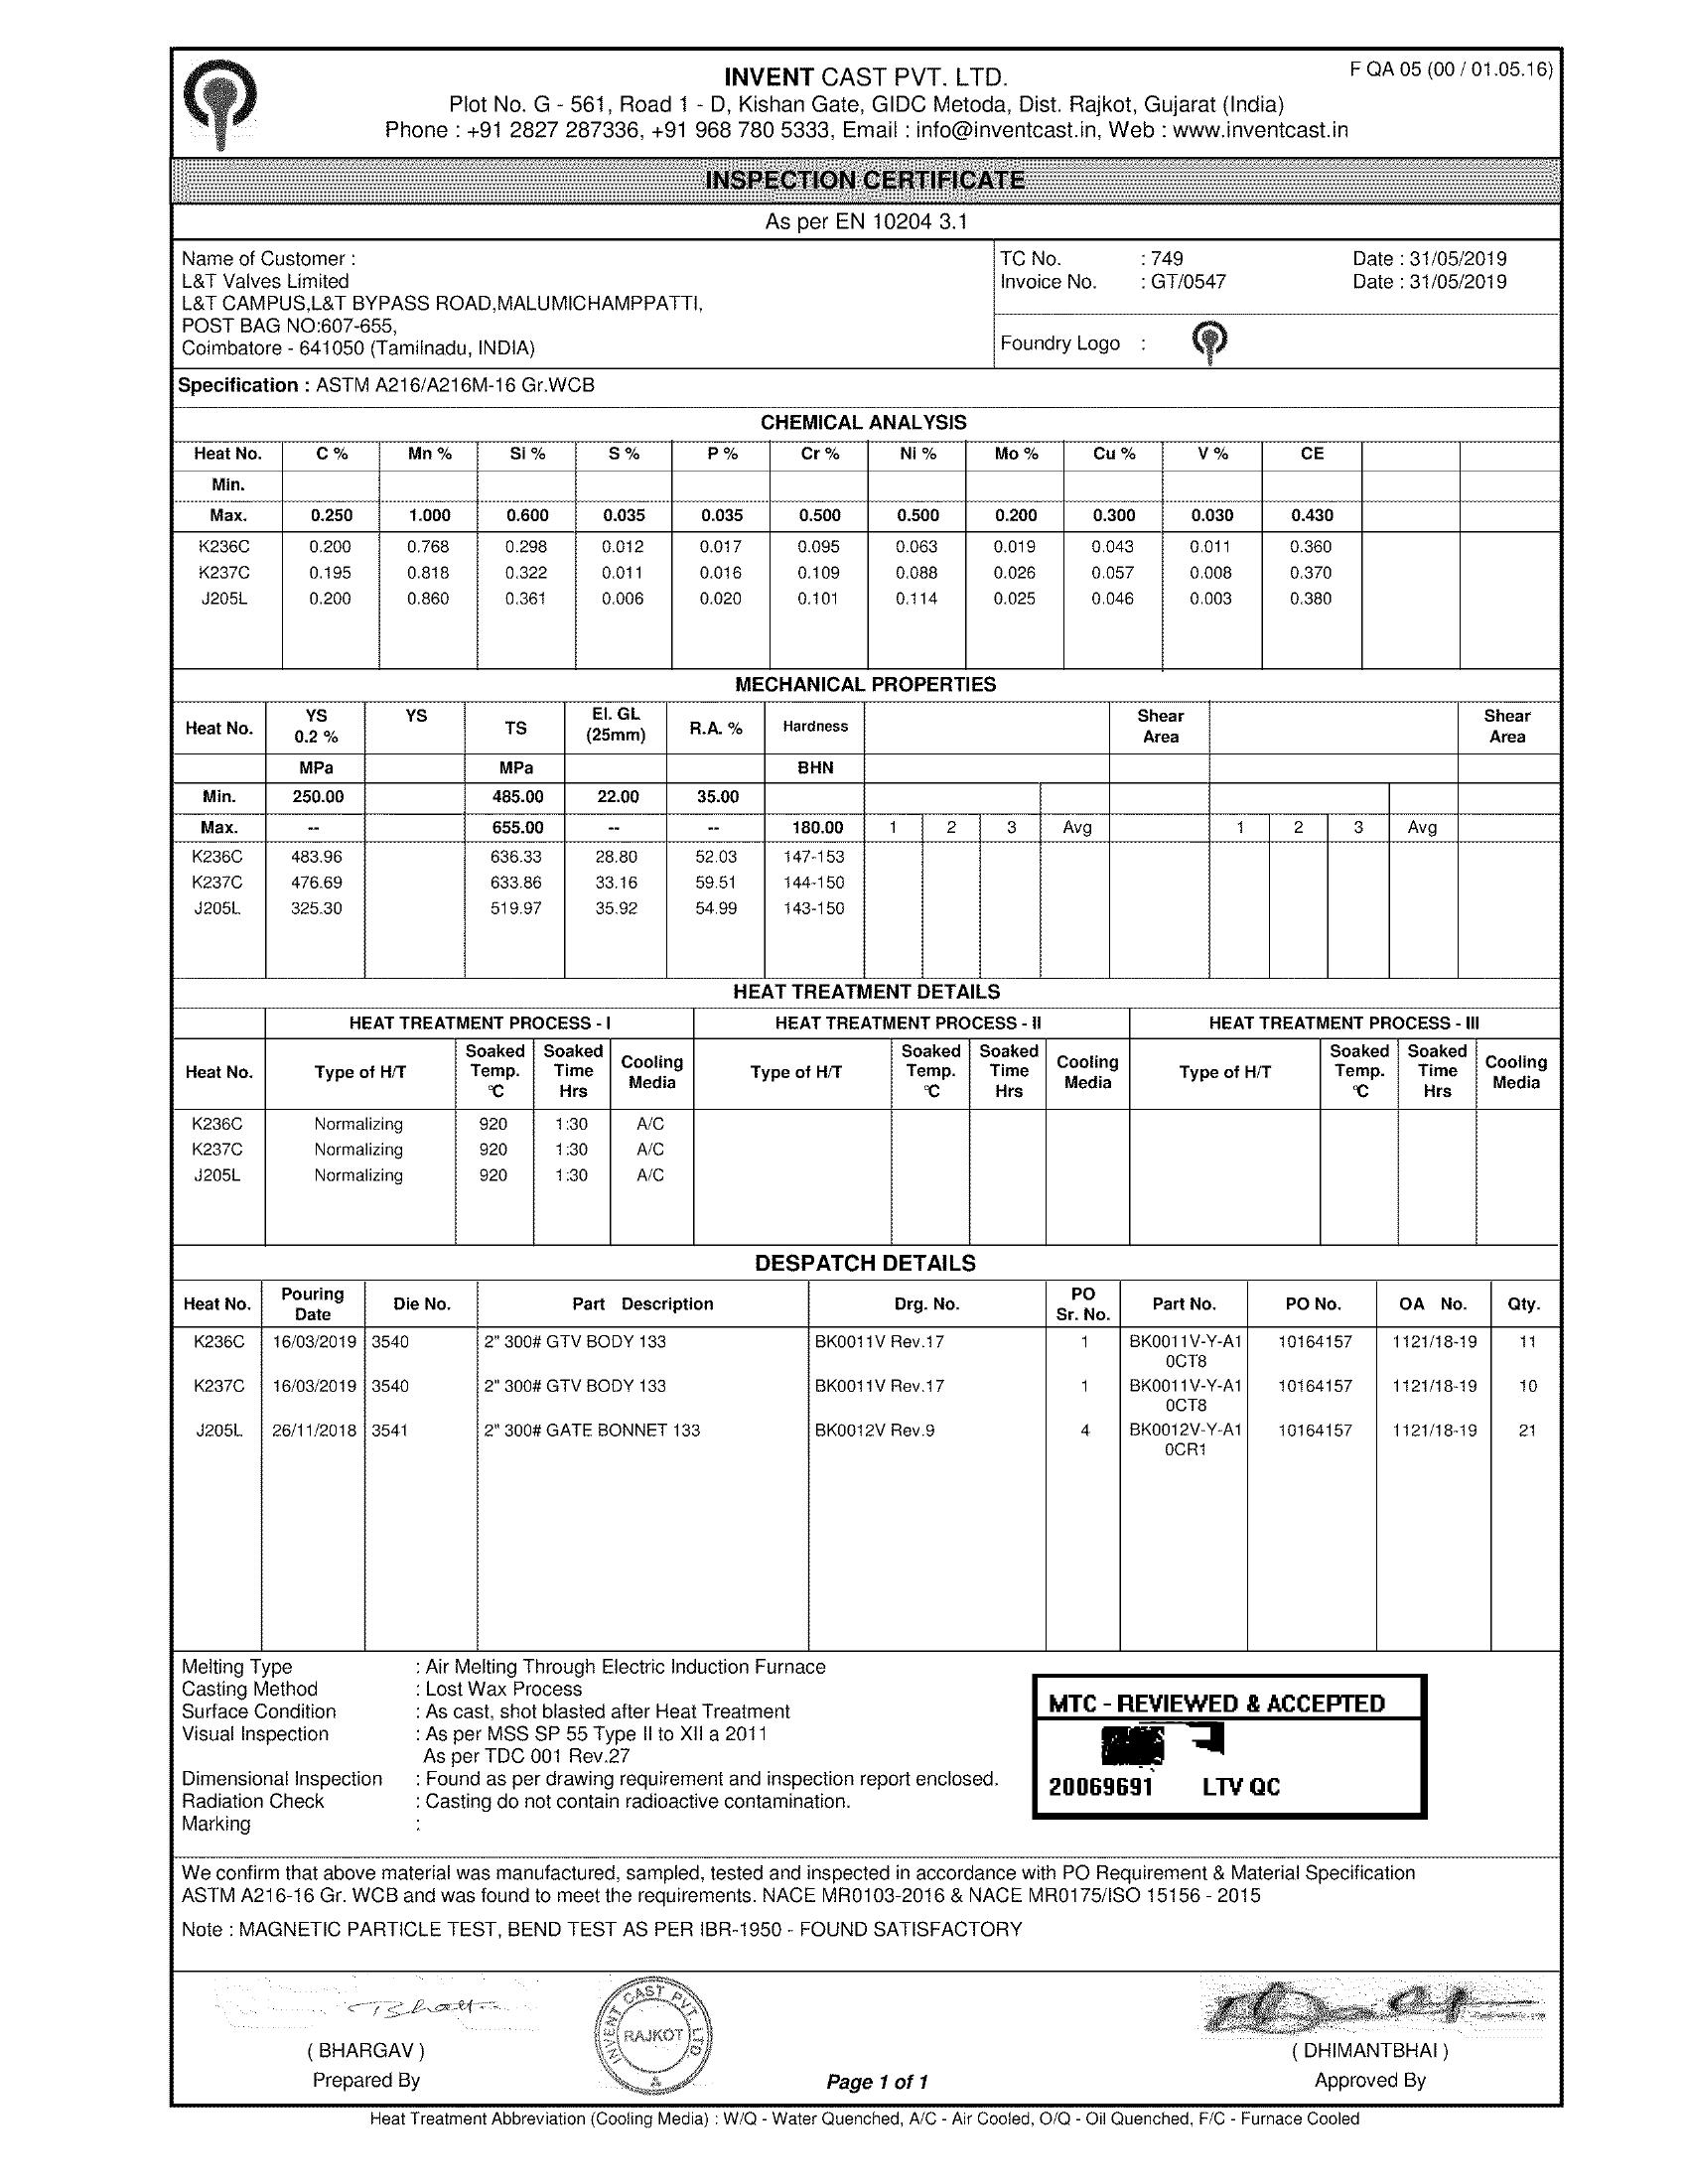 INVENT CAST PVT. LTD.
F QA 05 (00 / 01.05.16)
Plot No. G - 561, Road 1 - D, Kishan Gate, GIDC Metoda, Dist. Rajkot, Gujarat (India)
Phone : +91 2827 287336, +91 968 780 5333, Email : info@inventcast.in, Web : www.inventcast.in
INSPECTION CERTIFICATE
As per EN 10204 3.1
Name of Customer :
L&T Valves Limited
L&T CAMPUS,L&T BYPASS ROAD,MALUMICHAMPPATTI,
POST BAG NO:607-655,
Coimbatore - 641050 (Tamilnadu, INDIA)
TC No. : 749 Date : 31/05/2019
Invoice No. : GT/0547 Date : 31/05/2019
Foundry Logo :
Specification : ASTM A216/A216M-16 Gr.WCB
CHEMICAL ANALYSIS
Heat No. C % Mn % Si % S % P % Cr % Ni % Mo % Cu % V % CE
Min.
Max. 0.250 1.000 0.600 0.035 0.035 0.500 0.500 0.200 0.300 0.030 0.430
K236C 0.200 0.768 0.298 0.012 0.017 0.095 0.063 0.019 0.043 0.011 0.360
K237C 0.195 0.818 0.322 0.011 0.016 0.109 0.088 0.026 0.057 0.008 0.370
J205L 0.200 0.860 0.361 0.006 0.020 0.101 0.114 0.025 0.046 0.003 0.380
MECHANICAL PROPERTIES
Heat No. YS 0.2 % YS TS El. GL (25mm) R.A. % Hardness Shear Area Shear Area
MPa MPa BHN
Min. 250.00 485.00 22.00 35.00
Max. -- 655.00 -- -- 180.00 1 2 3 Avg 1 2 3 Avg
K236C 483.96 636.33 28.80 52.03 147-153
K237C 476.69 633.86 33.16 59.51 144-150
J205L 325.30 519.97 35.92 54.99 143-150
HEAT TREATMENT DETAILS
HEAT TREATMENT PROCESS - I HEAT TREATMENT PROCESS - II HEAT TREATMENT PROCESS - III
Heat No. Type of H/T Soaked Temp. °C Soaked Time Hrs Cooling Media Type of H/T Soaked Temp. °C Soaked Time Hrs Cooling Media Type of H/T Soaked Temp. °C Soaked Time Hrs Cooling Media
K236C Normalizing 920 1:30 A/C
K237C Normalizing 920 1:30 A/C
J205L Normalizing 920 1:30 A/C
DESPATCH DETAILS
Heat No. Pouring Date Die No. Part Description Drg. No. PO Sr. No. Part No. PO No. OA No. Qty.
K236C 16/03/2019 3540 2" 300# GTV BODY 133 BK0011V Rev.17 1 BK0011V-Y-A1 10164157 1121/18-19 11
0CT8
K237C 16/03/2019 3540 2" 300# GTV BODY 133 BK0011V Rev.17 1 BK0011V-Y-A1 10164157 1121/18-19 10
0CT8
J205L 26/11/2018 3541 2" 300# GATE BONNET 133 BK0012V Rev.9 4 BK0012V-Y-A1 10164157 1121/18-19 21
0CR1
Melting Type : Air Melting Through Electric Induction Furnace
Casting Method : Lost Wax Process
Surface Condition : As cast, shot blasted after Heat Treatment
Visual Inspection : As per MSS SP 55 Type II to XII a 2011
As per TDC 001 Rev.27
Dimensional Inspection : Found as per drawing requirement and inspection report enclosed.
Radiation Check : Casting do not contain radioactive contamination.
Marking :
MTC - REVIEWED & ACCEPTED
20069691 LTV QC
We confirm that above material was manufactured, sampled, tested and inspected in accordance with PO Requirement & Material Specification
ASTM A216-16 Gr. WCB and was found to meet the requirements. NACE MR0103-2016 & NACE MR0175/ISO 15156 - 2015
Note : MAGNETIC PARTICLE TEST, BEND TEST AS PER IBR-1950 - FOUND SATISFACTORY
INVENT CAST PVT. LTD.
RAJKOT
A
( BHARGAV )
Prepared By
Page 1 of 1
( DHIMANTBHAI )
Approved By
Heat Treatment Abbreviation (Cooling Media) : W/Q - Water Quenched, A/C - Air Cooled, O/Q - Oil Quenched, F/C - Furnace Cooled